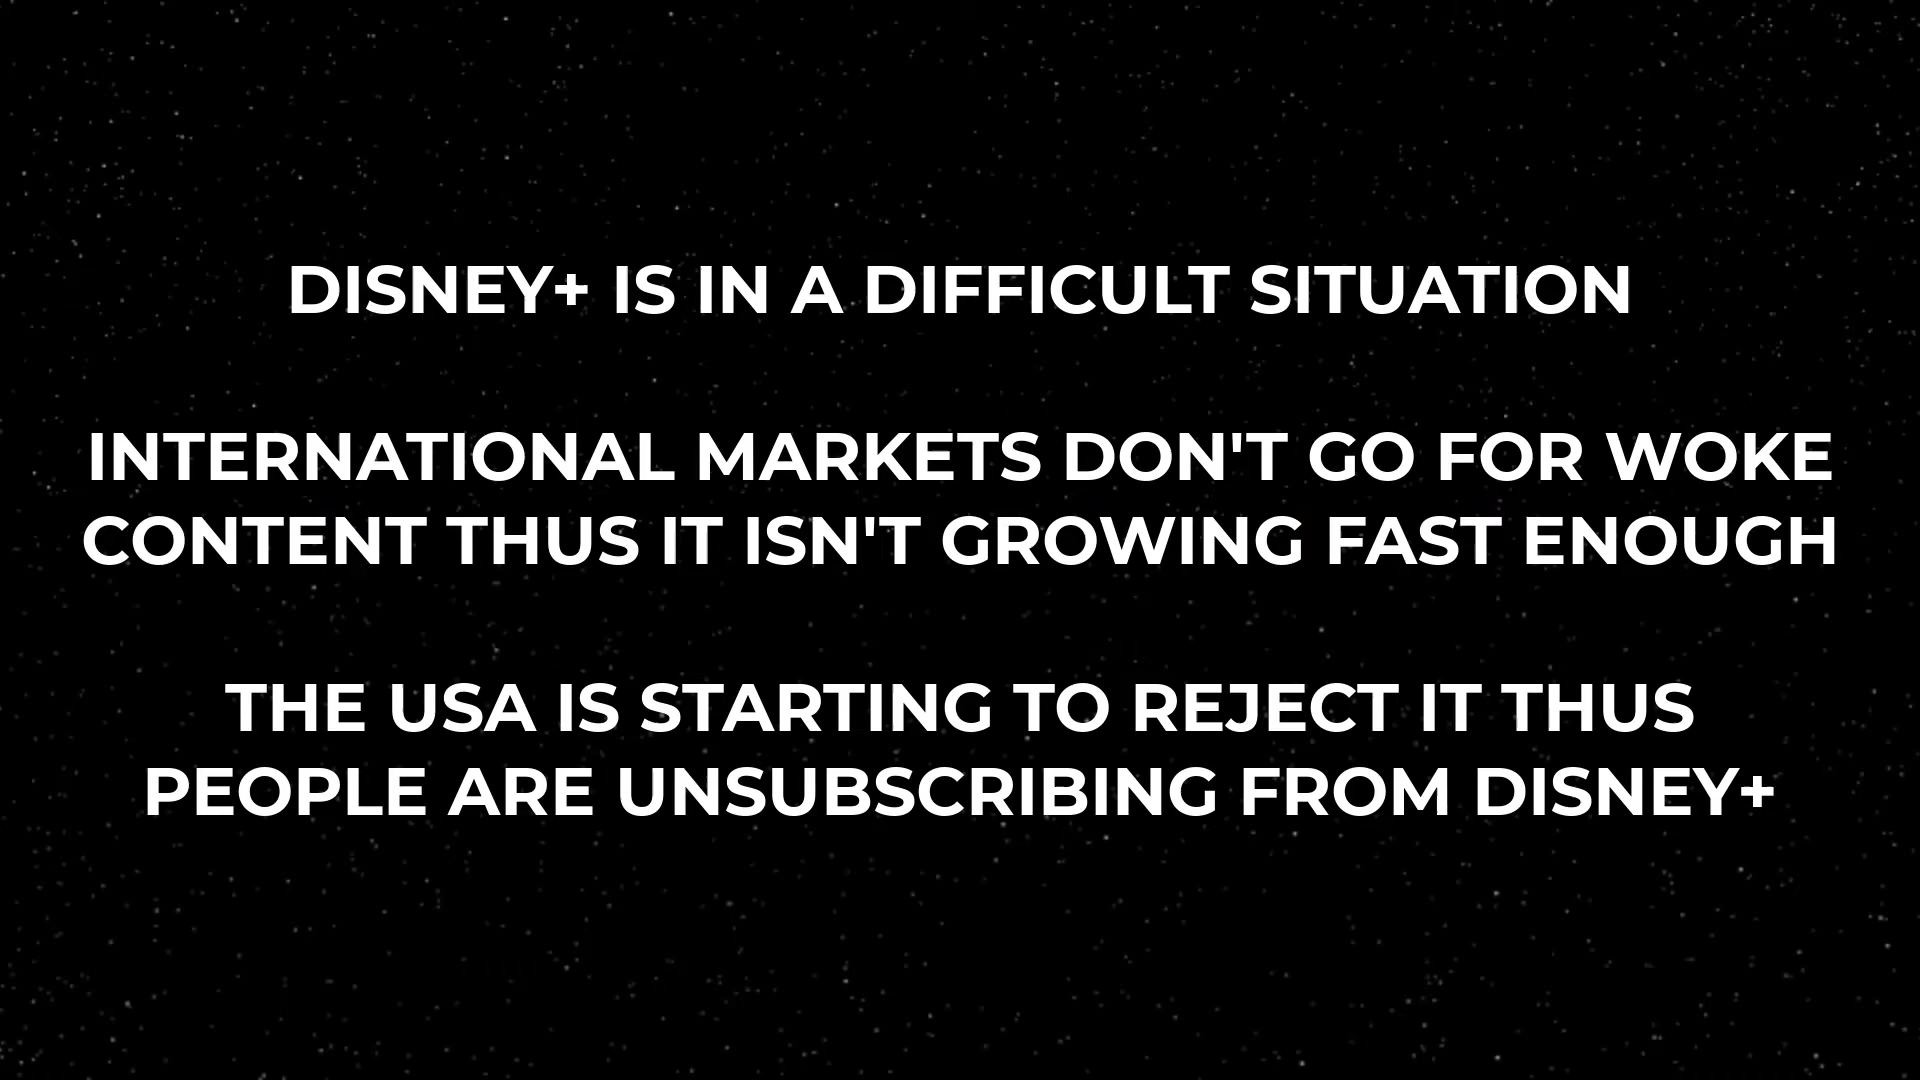 DISNEY+ IS IN A DIFFICULT SITUATION
INTERNATIONAL MARKETS DON'T GO FOR WOKE
CONTENT THUS IT ISN'T GROWING FAST ENOUGH
THE USA IS STARTING TO REJECT IT THUS
PEOPLE ARE UNSUBSCRIBING FROM DISNEY+